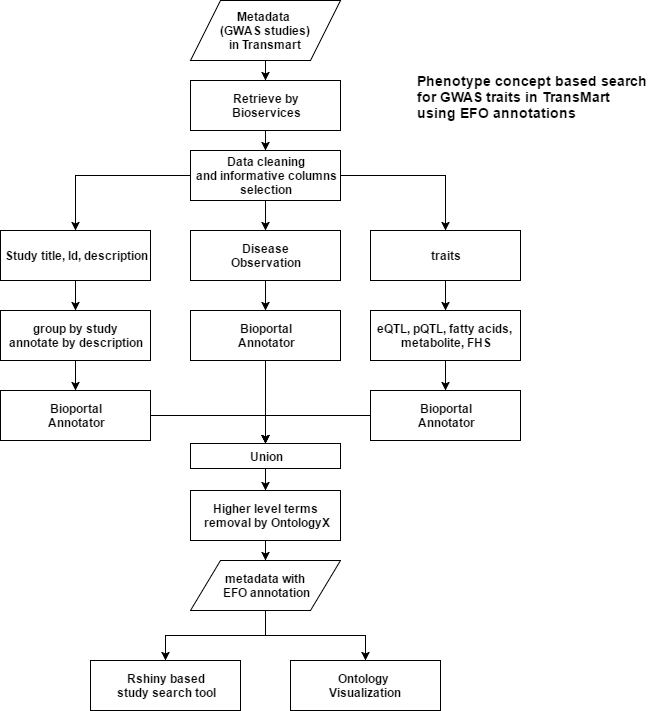 Metadata
(GWAS studies)
in Transmart
Phenotype concept based search
for GWAS traits in TransMart
using EFO annotations
Retrieve by
Bioservices
Data cleaning
and informative columns
selection
Study title, Id, description
Disease
Observation
traits
group by study
annotate by description
Bioportal
Annotator
eQTL, pQTL, fatty acids,
metabolite, FHS
Bioportal
Annotator
Bioportal
Annotator
Union
Higher level terms
removal by OntologyX
metadata with
EFO annotation
Rshiny based
study search tool
Ontology
Visualization